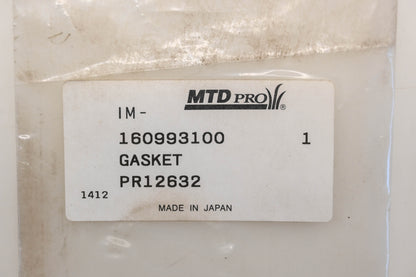 MTD PRO®
IM-
160993100 1
GASKET
PR12632
1412
MADE IN JAPAN